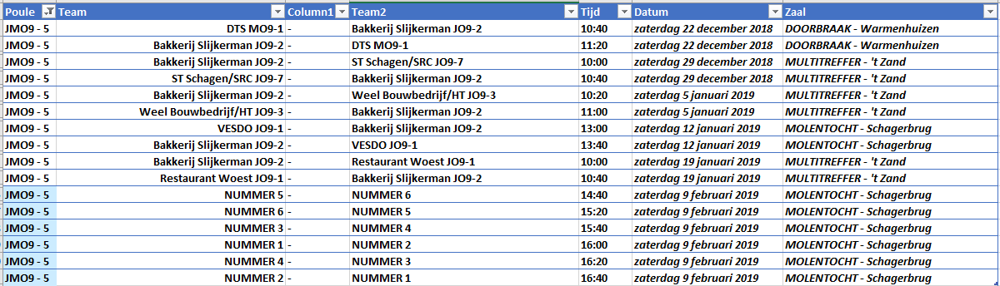 Poule Team Column1 Team2 Tijd Datum Zaal
JMO9 - 5 DTS MO9-1 - Bakkerij Slijkerman JO9-2 10:40 zaterdag 22 december 2018 DOORBRAAK - Warmenhuizen
JMO9 - 5 Bakkerij Slijkerman JO9-2 - DTS MO9-1 11:20 zaterdag 22 december 2018 DOORBRAAK - Warmenhuizen
JMO9 - 5 Bakkerij Slijkerman JO9-2 - ST Schagen/SRC JO9-7 10:00 zaterdag 29 december 2018 MULTITREFFER - 't Zand
JMO9 - 5 ST Schagen/SRC JO9-7 - Bakkerij Slijkerman JO9-2 10:40 zaterdag 29 december 2018 MULTITREFFER - 't Zand
JMO9 - 5 Bakkerij Slijkerman JO9-2 - Weel Bouwbedrijf/HT JO9-3 10:20 zaterdag 5 januari 2019 MULTITREFFER - 't Zand
JMO9 - 5 Weel Bouwbedrijf/HT JO9-3 - Bakkerij Slijkerman JO9-2 11:00 zaterdag 5 januari 2019 MULTITREFFER - 't Zand
JMO9 - 5 VESDO JO9-1 - Bakkerij Slijkerman JO9-2 13:00 zaterdag 12 januari 2019 MOLENTOCHT - Schagerbrug
JMO9 - 5 Bakkerij Slijkerman JO9-2 - VESDO JO9-1 13:40 zaterdag 12 januari 2019 MOLENTOCHT - Schagerbrug
JMO9 - 5 Bakkerij Slijkerman JO9-2 - Restaurant Woest JO9-1 10:00 zaterdag 19 januari 2019 MULTITREFFER - 't Zand
JMO9 - 5 Restaurant Woest JO9-1 - Bakkerij Slijkerman JO9-2 10:40 zaterdag 19 januari 2019 MULTITREFFER - 't Zand
JMO9 - 5 NUMMER 5 - NUMMER 6 14:40 zaterdag 9 februari 2019 MOLENTOCHT - Schagerbrug
JMO9 - 5 NUMMER 6 - NUMMER 5 15:20 zaterdag 9 februari 2019 MOLENTOCHT - Schagerbrug
JMO9 - 5 NUMMER 3 - NUMMER 4 15:40 zaterdag 9 februari 2019 MOLENTOCHT - Schagerbrug
JMO9 - 5 NUMMER 1 - NUMMER 2 16:00 zaterdag 9 februari 2019 MOLENTOCHT - Schagerbrug
JMO9 - 5 NUMMER 4 - NUMMER 3 16:20 zaterdag 9 februari 2019 MOLENTOCHT - Schagerbrug
JMO9 - 5 NUMMER 2 - NUMMER 1 16:40 zaterdag 9 februari 2019 MOLENTOCHT - Schagerbrug